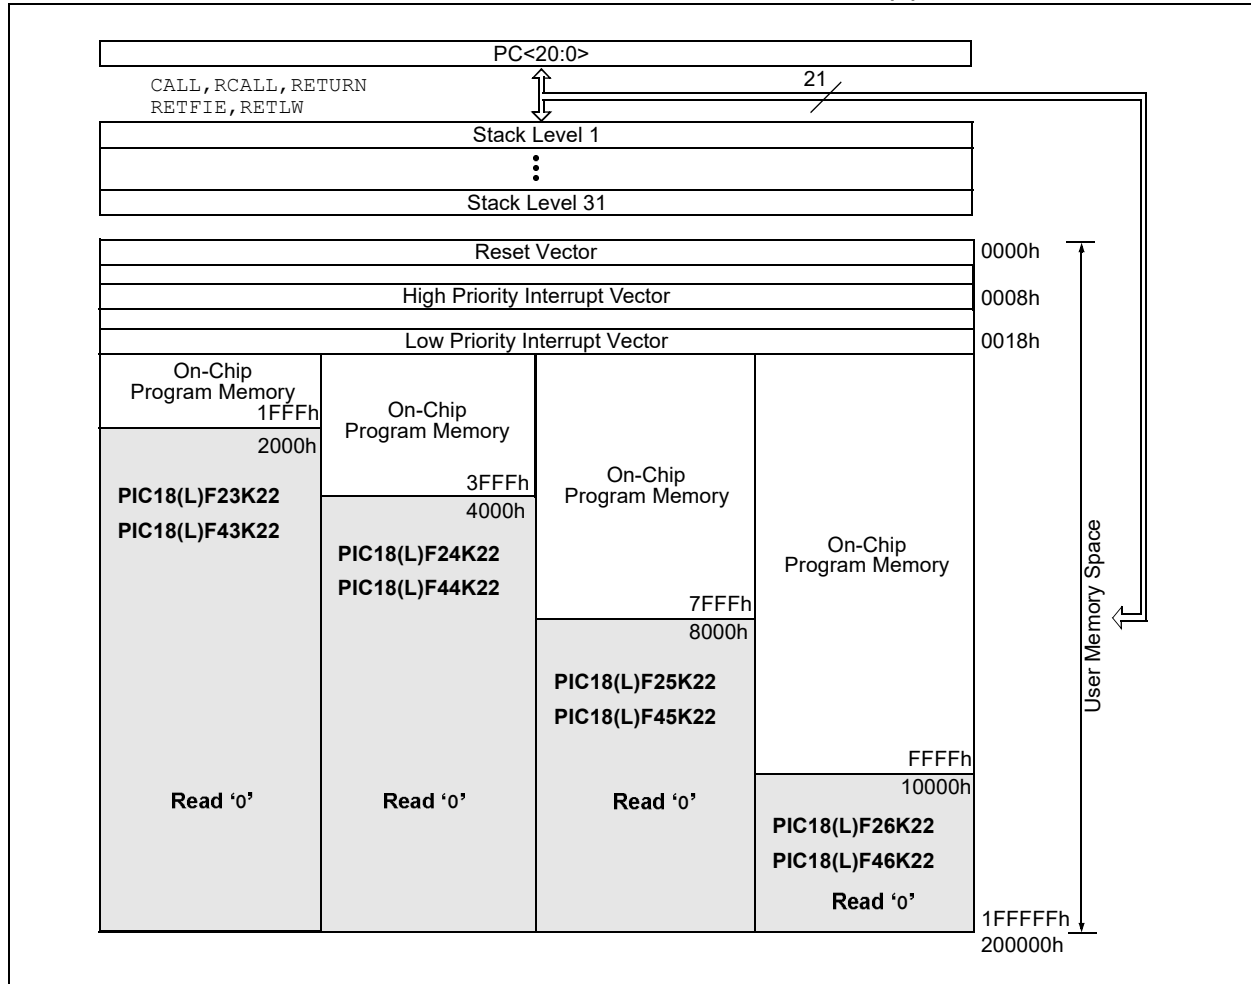 PC<20:0>
CALL,RCALL,RETURN
RETFIE,RETLW
21
Stack Level 1
Stack Level 31
Reset Vector
0000h
High Priority Interrupt Vector
0008h
Low Priority Interrupt Vector
0018h
On-Chip
Program Memory
1FFFh
2000h
PIC18(L)F23K22
PIC18(L)F43K22
Read ‘0’
On-Chip
Program Memory
3FFFh
4000h
PIC18(L)F24K22
PIC18(L)F44K22
Read ‘0’
On-Chip
Program Memory
7FFFh
8000h
PIC18(L)F25K22
PIC18(L)F45K22
Read ‘0’
On-Chip
Program Memory
FFFFh
10000h
PIC18(L)F26K22
PIC18(L)F46K22
Read ‘0’
1FFFFFh
200000h
User Memory Space